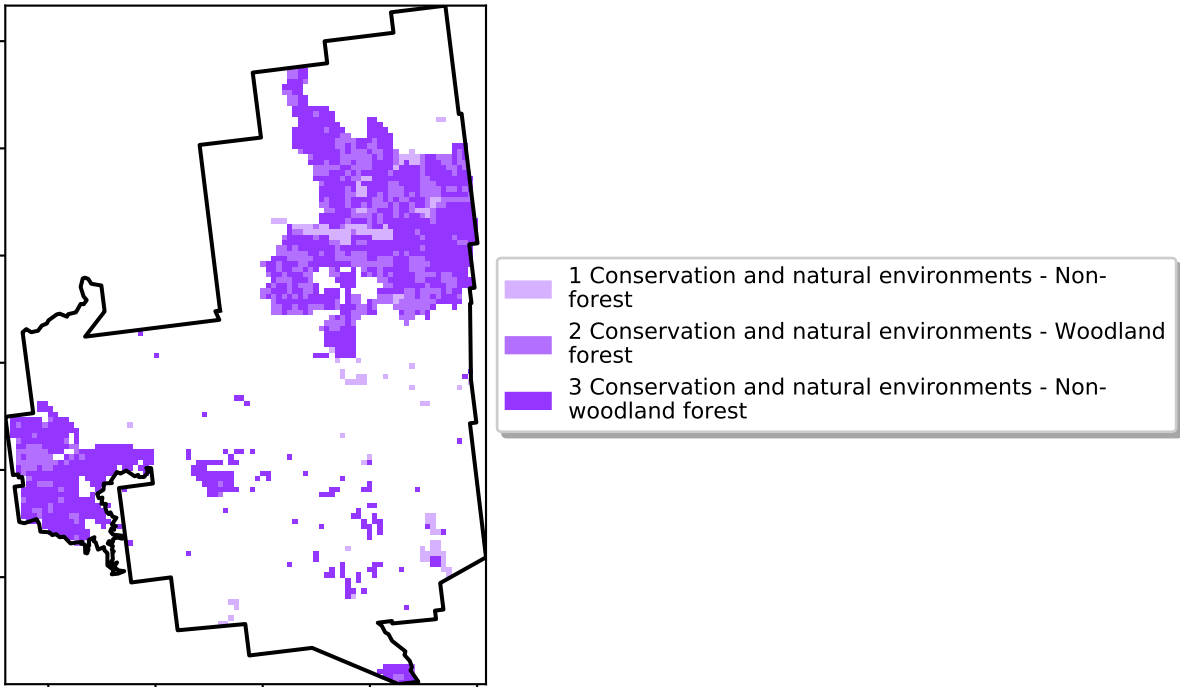 1 Conservation and natural environments - Non-
forest
2 Conservation and natural environments - Woodland
forest
3 Conservation and natural environments - Non-
woodland forest